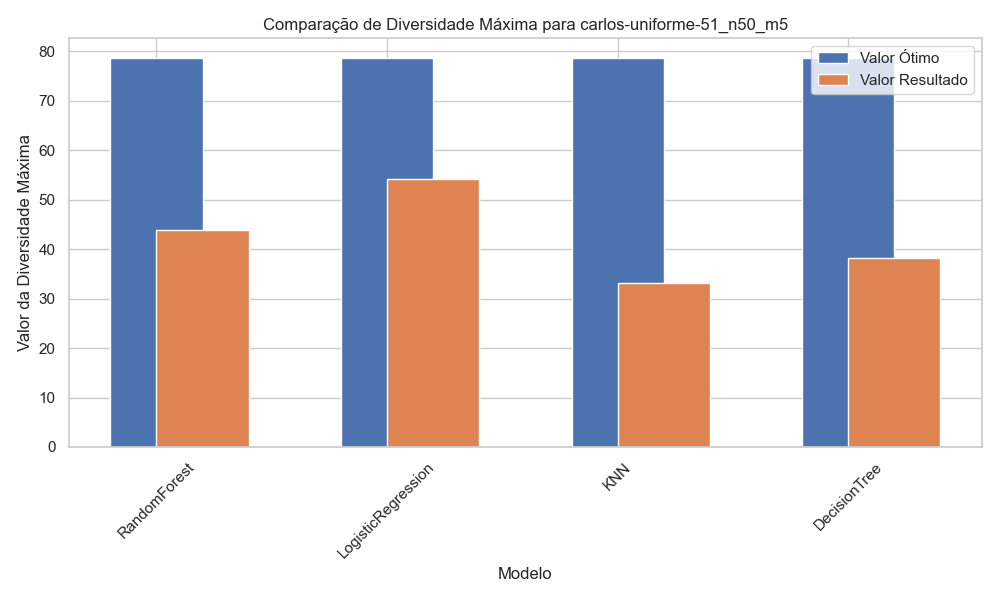 Comparação de Diversidade Máxima para carlos-uniforme-51_n50_m5
Valor Ótimo
Valor Resultado
Valor da Diversidade Máxima
80
70
60
50
40
30
20
10
0
RandomForest
LogisticRegression
KNN
DecisionTree
Modelo